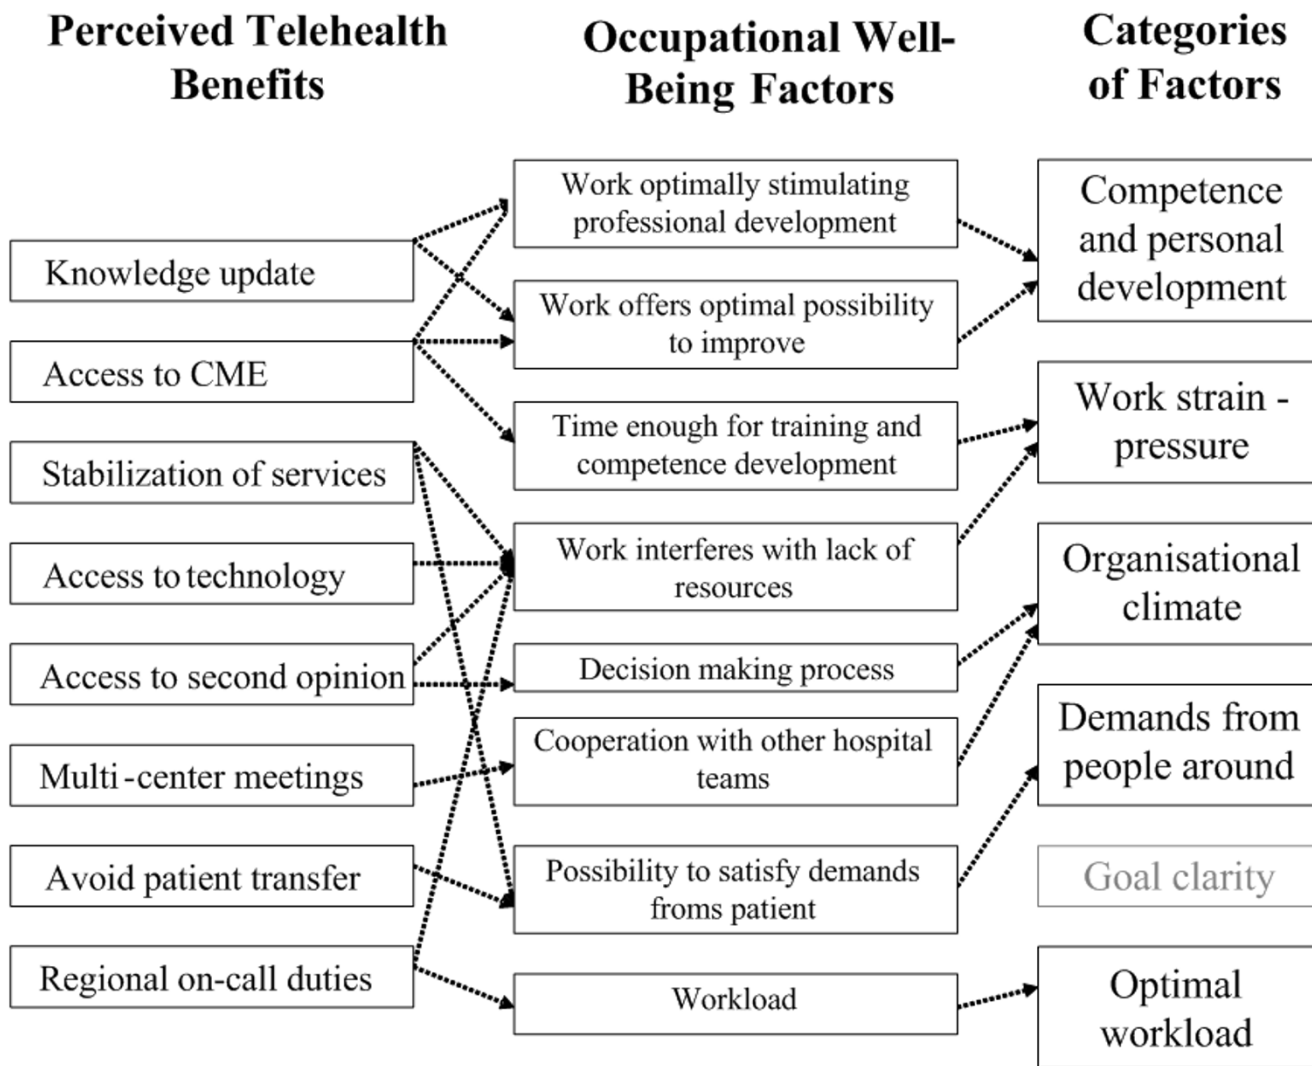 Perceived Telehealth
Benefits
Knowledge update
Access to CME
Stabilization of services
Access to technology
Access to second opinion
Multi-center meetings
Avoid patient transfer
Regional on-call duties
Occupational Well-
Being Factors
Work optimally stimulating
professional development
Work offers optimal possibility
to improve
Time enough for training and
competence development
Work interferes with lack of
resources
Decision making process
Cooperation with other hospital
teams
Possibility to satisfy demands
froms patient
Workload
Categories
of Factors
Competence
and personal
development
Work strain -
pressure
Organisational
climate
Demands from
people around
Goal clarity
Optimal
workload